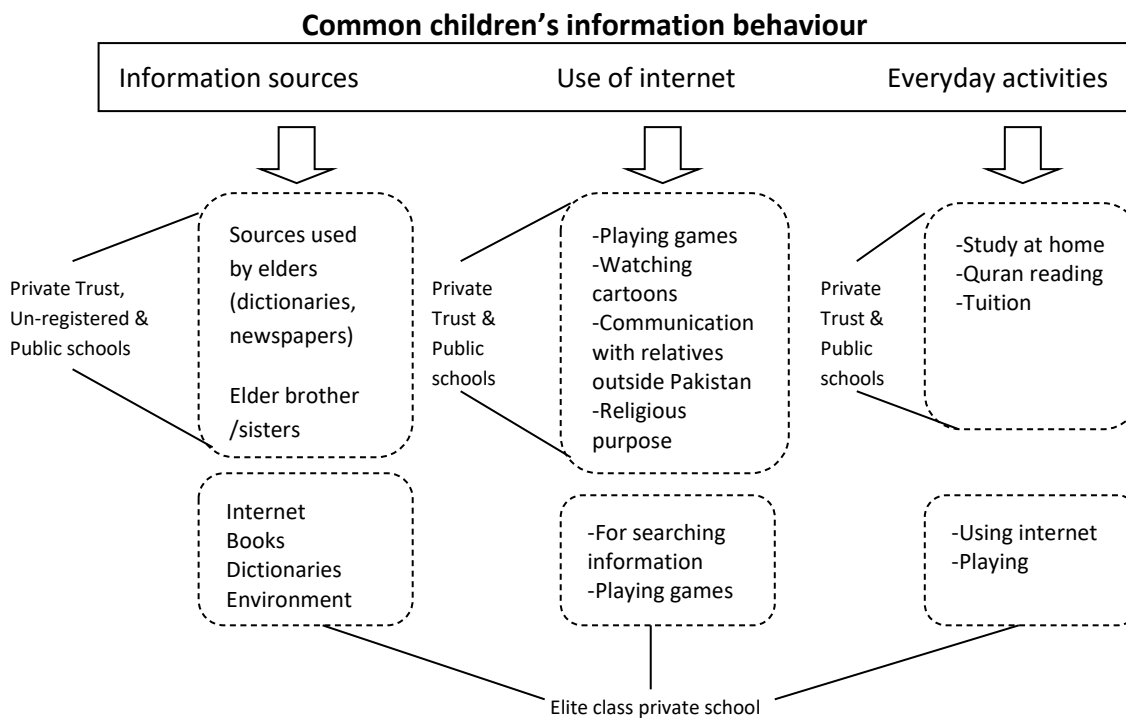 Common children’s information behaviour
Information sources
Use of internet
Everyday activities
Private Trust,
Un-registered &
Public schools
Sources used
by elders
(dictionaries,
newspapers)
Elder brother
/sisters
Private
Trust &
Public
schools
-Playing games
-Watching
cartoons
-Communication
with relatives
outside Pakistan
-Religious
purpose
Private
Trust &
Public
schools
-Study at home
-Quran reading
-Tuition
Internet
Books
Dictionaries
Environment
-For searching
information
-Playing games
-Using internet
-Playing
Elite class private school